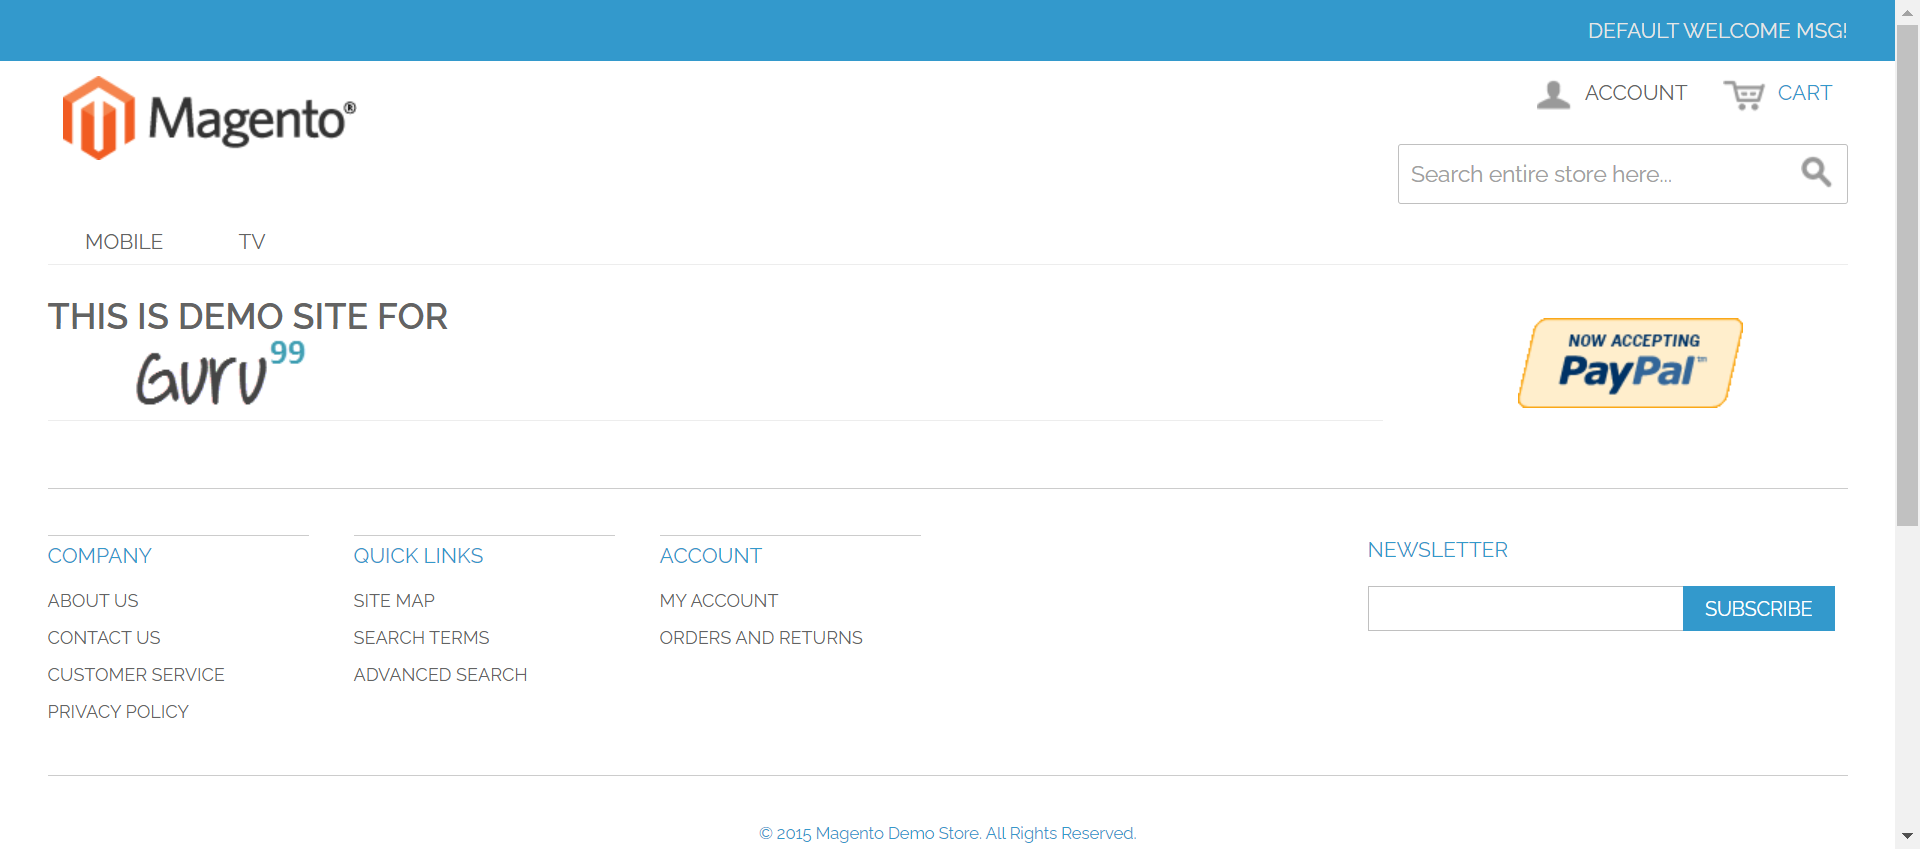 DEFAULT WELCOME MSG!
Magento®
ACCOUNT
CART
Search entire store here...
MOBILE
TV
THIS IS DEMO SITE FOR
Guru99
NOW ACCEPTING
PayPal™
COMPANY
ABOUT US
CONTACT US
CUSTOMER SERVICE
PRIVACY POLICY
QUICK LINKS
SITE MAP
SEARCH TERMS
ADVANCED SEARCH
ACCOUNT
MY ACCOUNT
ORDERS AND RETURNS
NEWSLETTER
SUBSCRIBE
© 2015 Magento Demo Store. All Rights Reserved.